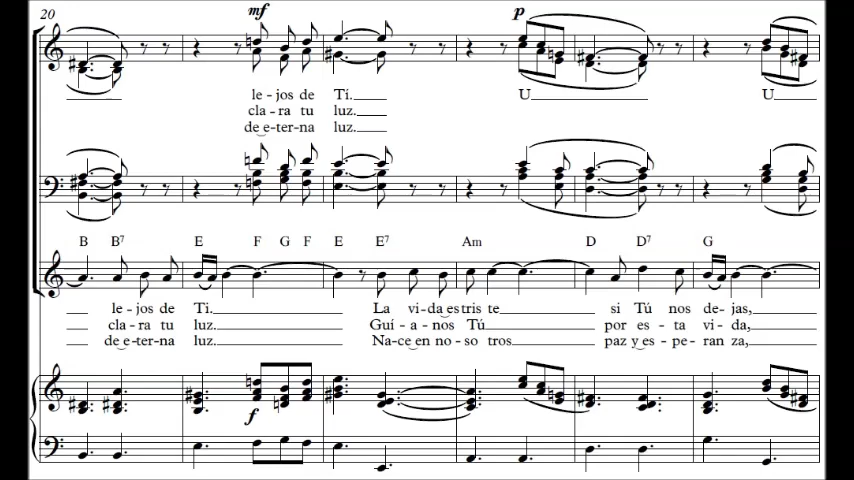 20
mf
p
le - jos de Ti.
U
U
cla - ra tu luz.
de e - ter - na luz.
B B7 E F G F E E7 Am D D7 G
le - jos de Ti. La vi - da es tris te si Tú nos de - jas,
cla - ra tu luz. Guí - a - nos Tú por es - ta vi - da,
de e - ter - na luz. Na - ce en no - so tros paz y es - pe - ran za,
f